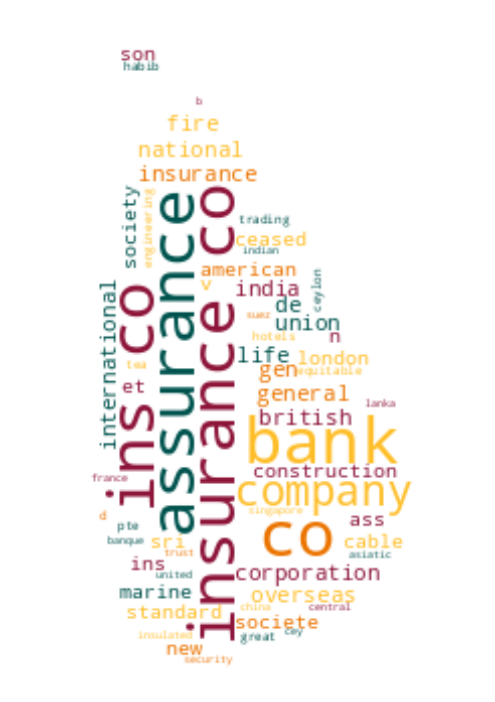 son
habib
b
fire
national
insurance
society
engineering
assurance
insurance co
trading
ceased
indian
american
v
india
ceylon
de
suez
union
international
ins co
n
hotels
life
london
tea
gen
equitable
et
general
lanka
british
bank
construction
france
company
singapore
d
pte
co
ass
banque
sri
cable
trust
asiatic
ins
united
corporation
marine
overseas
standard
china
central
societe
insulated
great
cey
new
security